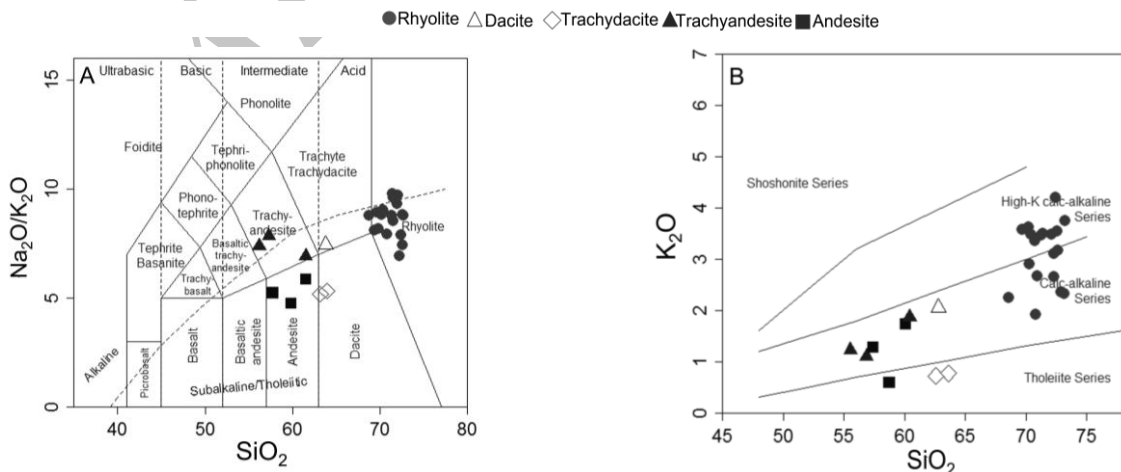 Rhyolite Dacite Trachydacite Trachyandesite Andesite
A
Ultrabasic Basic Intermediate Acid
Phonolite
Foidite
Tephri-
phonolite
Trachyte
Trachydacite
Phono-
tephrite
Trachy-
andesite
Rhyolite
Tephrite
Basanite
Basaltic
trachy-
andesite
Trachy-
basalt
Alkaline
Picrobasalt
Basalt
Basaltic
andesite
Andesite
Dacite
Subalkaline/Tholeiitic
Na2O/K2O
0 5 10 15
40 50 60 70 80
SiO2
B
Shoshonite Series
High-K calc-alkaline
Series
Calc-alkaline
Series
Tholeiite Series
K2O
0 1 2 3 4 5 6 7
45 55 65 75
60 70
SiO2